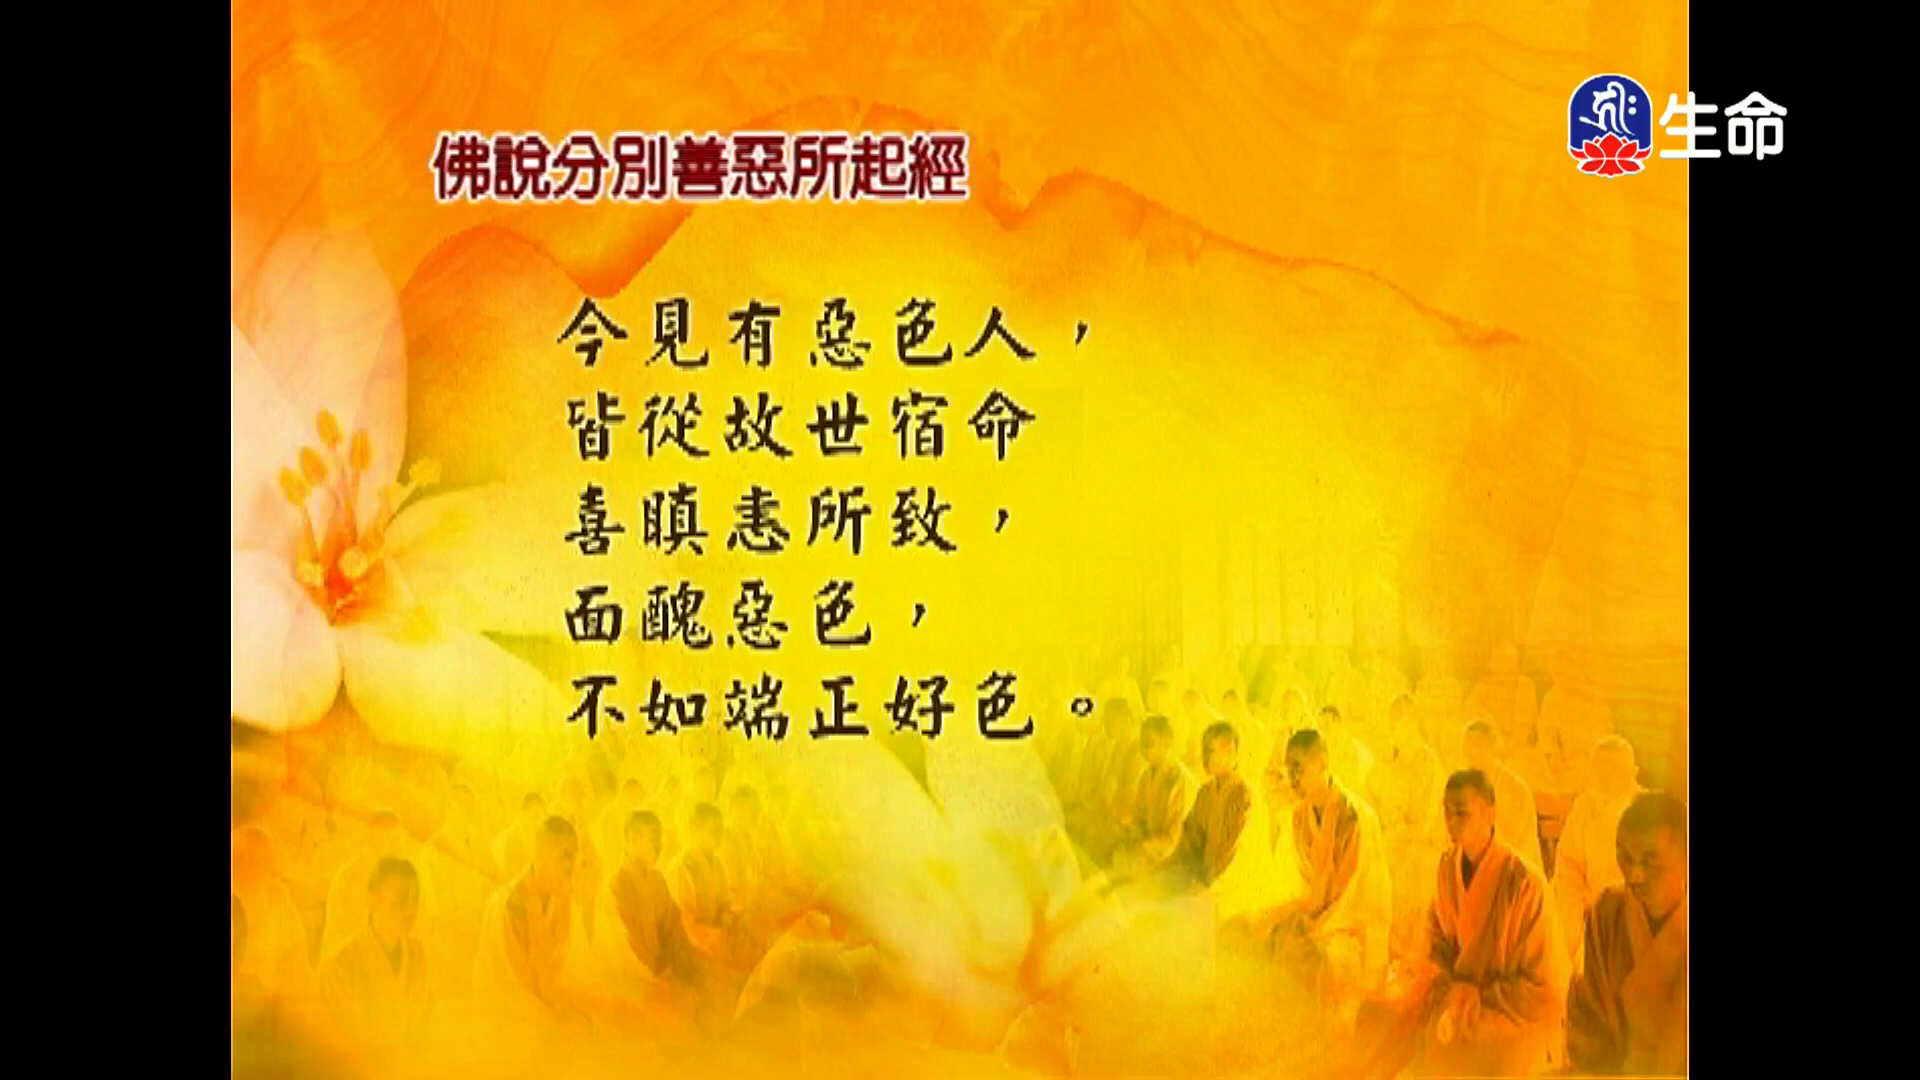 佛說分別善惡所起經
生命
今見有惡色人，
皆從故世宿命
喜瞋恚所致，
面醜惡色，
不如端正好色。